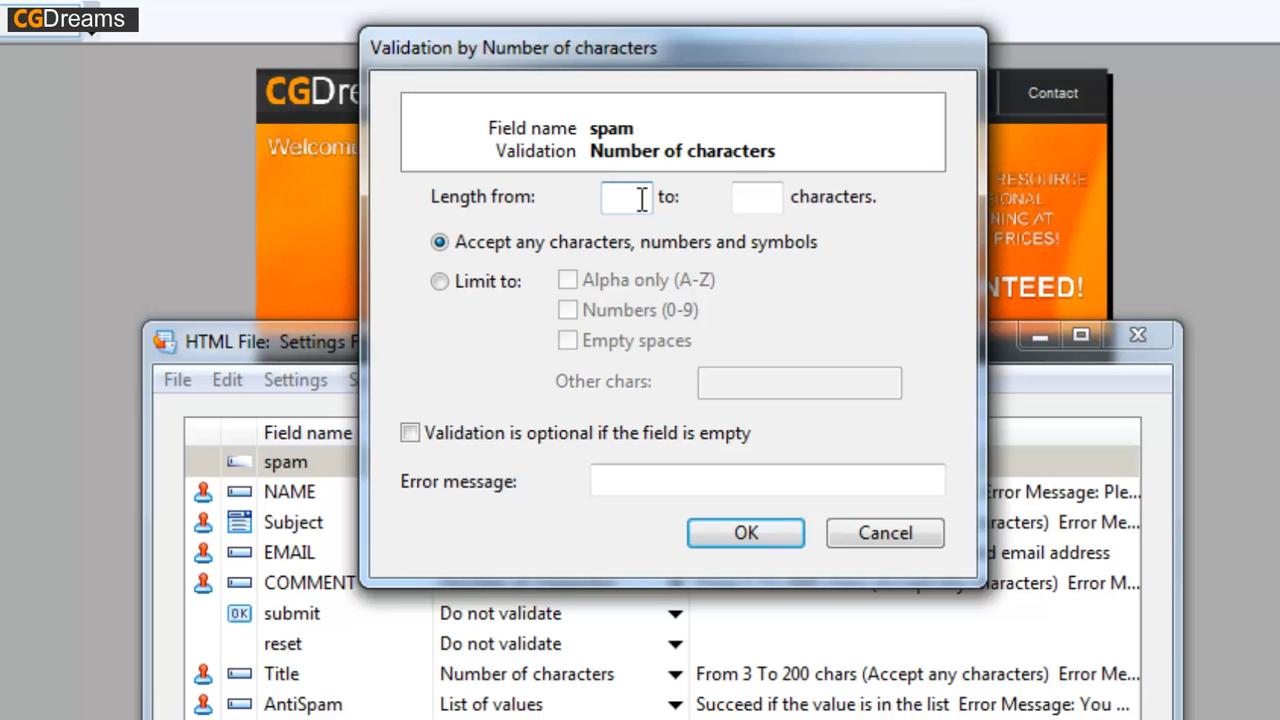 CGDreams
Validation by Number of characters
CGDre
Contact
Field name spam
Validation Number of characters
Welcome
RESOURCE
Length from: to: characters.
NING AT
PRICES!
Accept any characters, numbers and symbols
Limit to: Alpha only (A-Z)
NTEED!
Numbers (0-9)
Empty spaces
HTML File: Settings F
Other chars:
File Edit Settings S
Validation is optional if the field is empty
Field name
spam
Error message:
NAME Error Message: Ple...
Subject racters) Error Me...
OK Cancel
EMAIL d email address
COMMENT (Accept any characters) Error M...
OK submit Do not validate
reset Do not validate
Title Number of characters From 3 To 200 chars (Accept any characters) Error Me...
AntiSpam List of values Succeed if the value is in the list Error Message: You ...